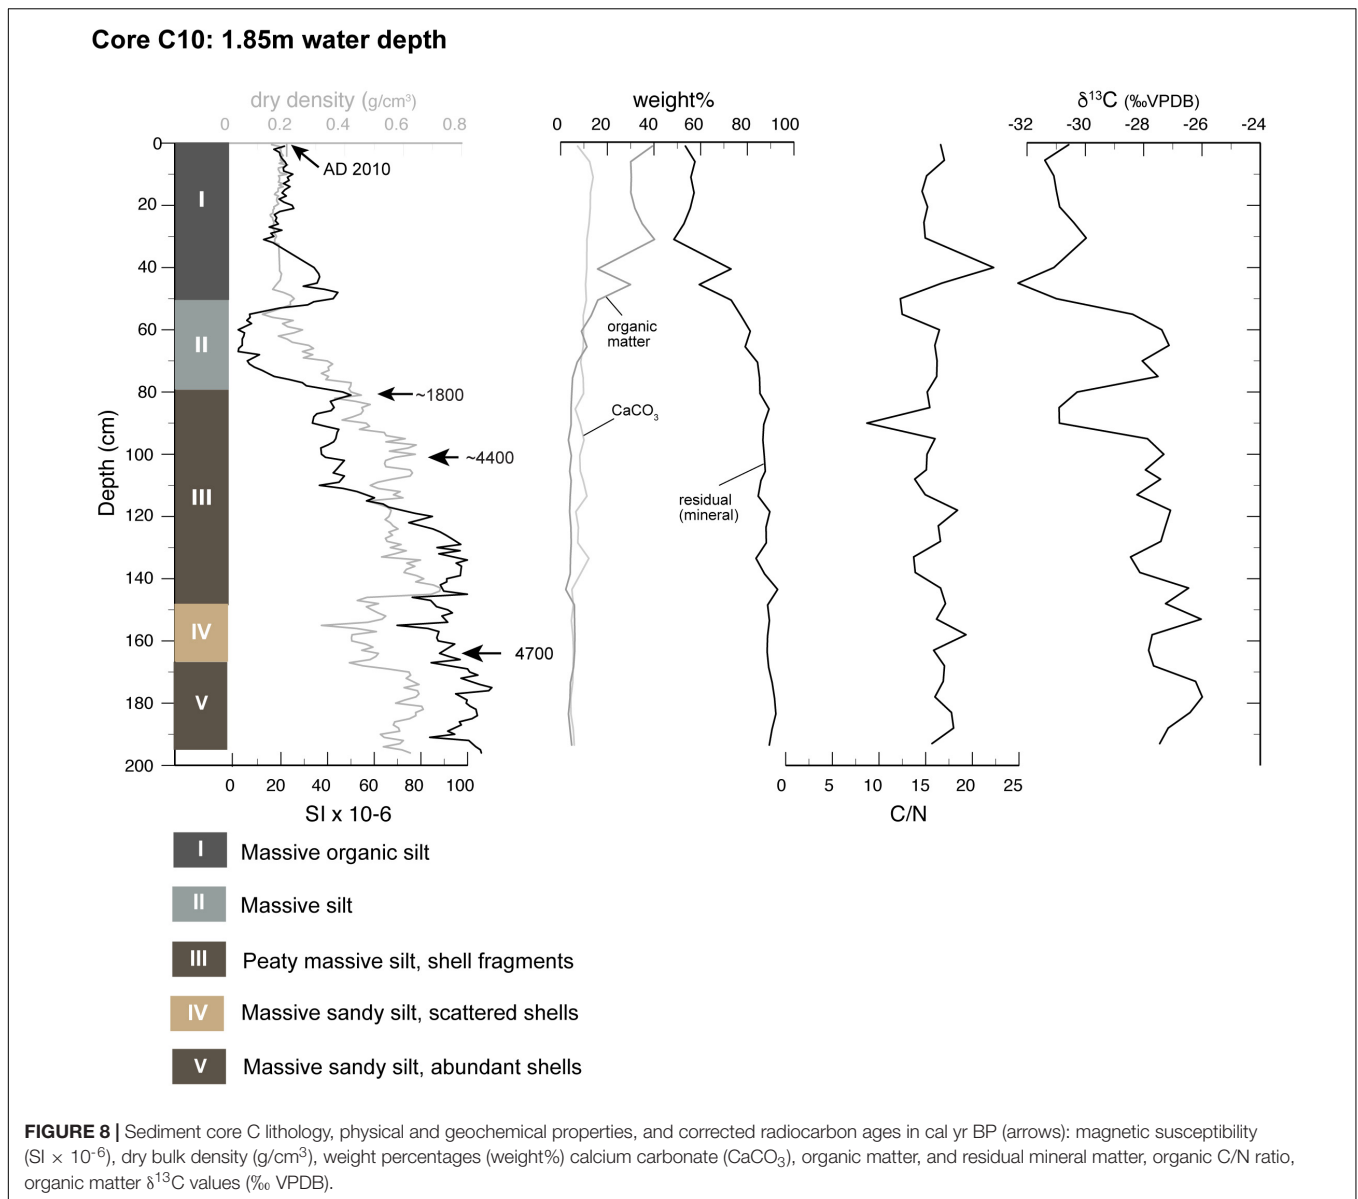 Core C10: 1.85m water depth
dry density (g/cm³)
0 0.2 0.4 0.6 0.8
weight%
0 20 40 60 80 100
δ¹³C (‰VPDB)
-32 -30 -28 -26 -24
Depth (cm)
0
20
40
60
80
100
120
140
160
180
200
I
II
III
IV
V
AD 2010
~1800
~4400
4700
organic
matter
CaCO₃
residual
(mineral)
0 20 40 60 80 100
SI x 10-6
0 5 10 15 20 25
C/N
I Massive organic silt
II Massive silt
III Peaty massive silt, shell fragments
IV Massive sandy silt, scattered shells
V Massive sandy silt, abundant shells
FIGURE 8 | Sediment core C lithology, physical and geochemical properties, and corrected radiocarbon ages in cal yr BP (arrows): magnetic susceptibility
(SI × 10⁻⁶), dry bulk density (g/cm³), weight percentages (weight%) calcium carbonate (CaCO₃), organic matter, and residual mineral matter, organic C/N ratio,
organic matter δ¹³C values (‰ VPDB).